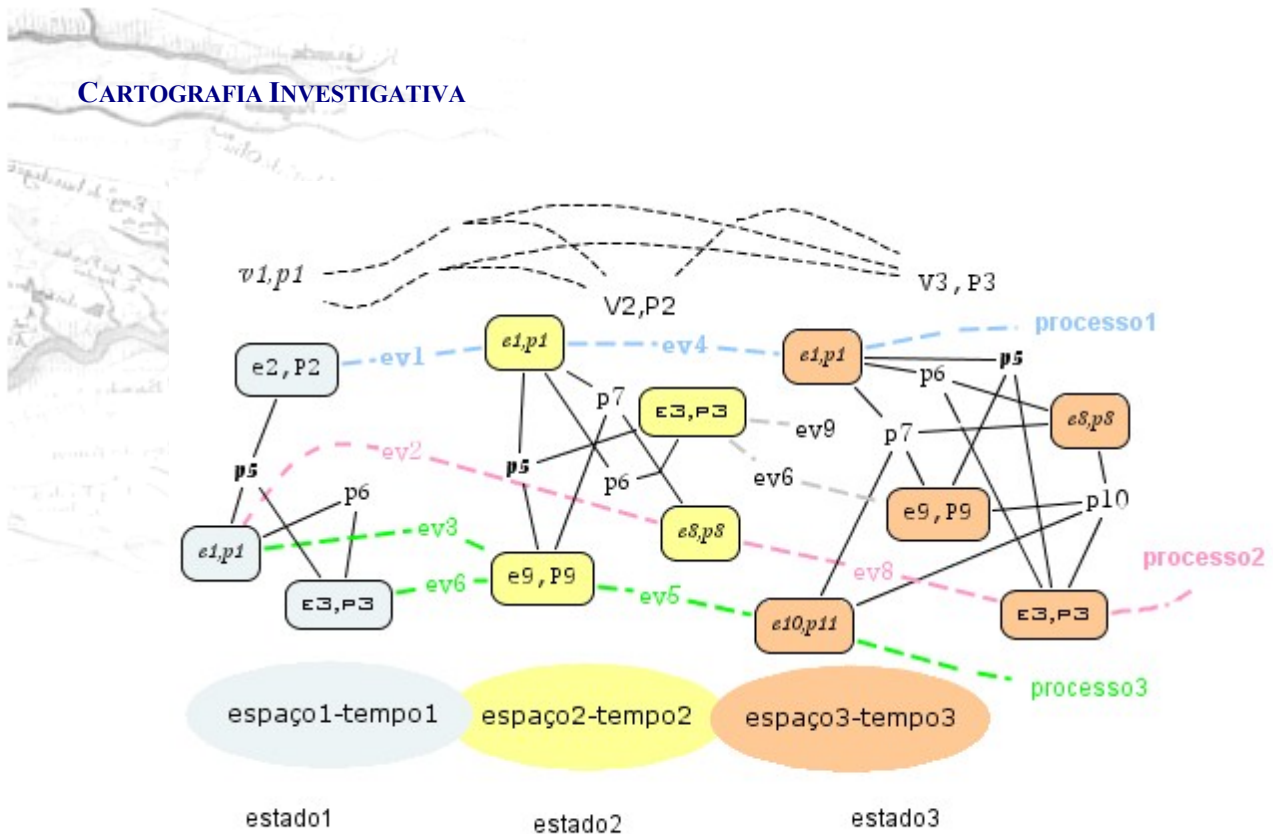 CARTOGRAFIA INVESTIGATIVA
v1,p1
V2,P2
V3,P3
processo1
e2,P2
ev1
e1,p1
ev4
e1,p1
p5
p6
p7
E3,P3
ev9
e8,p8
p7
ev2
p5
p6
ev6
p5
p6
e9,P9
p10
e1,p1
ev3
e8,p8
processo2
e9,P9
ev8
ev6
E3,P3
ev5
e10,p11
E3,P3
processo3
espaço1-tempo1
espaço2-tempo2
espaço3-tempo3
estado1
estado2
estado3